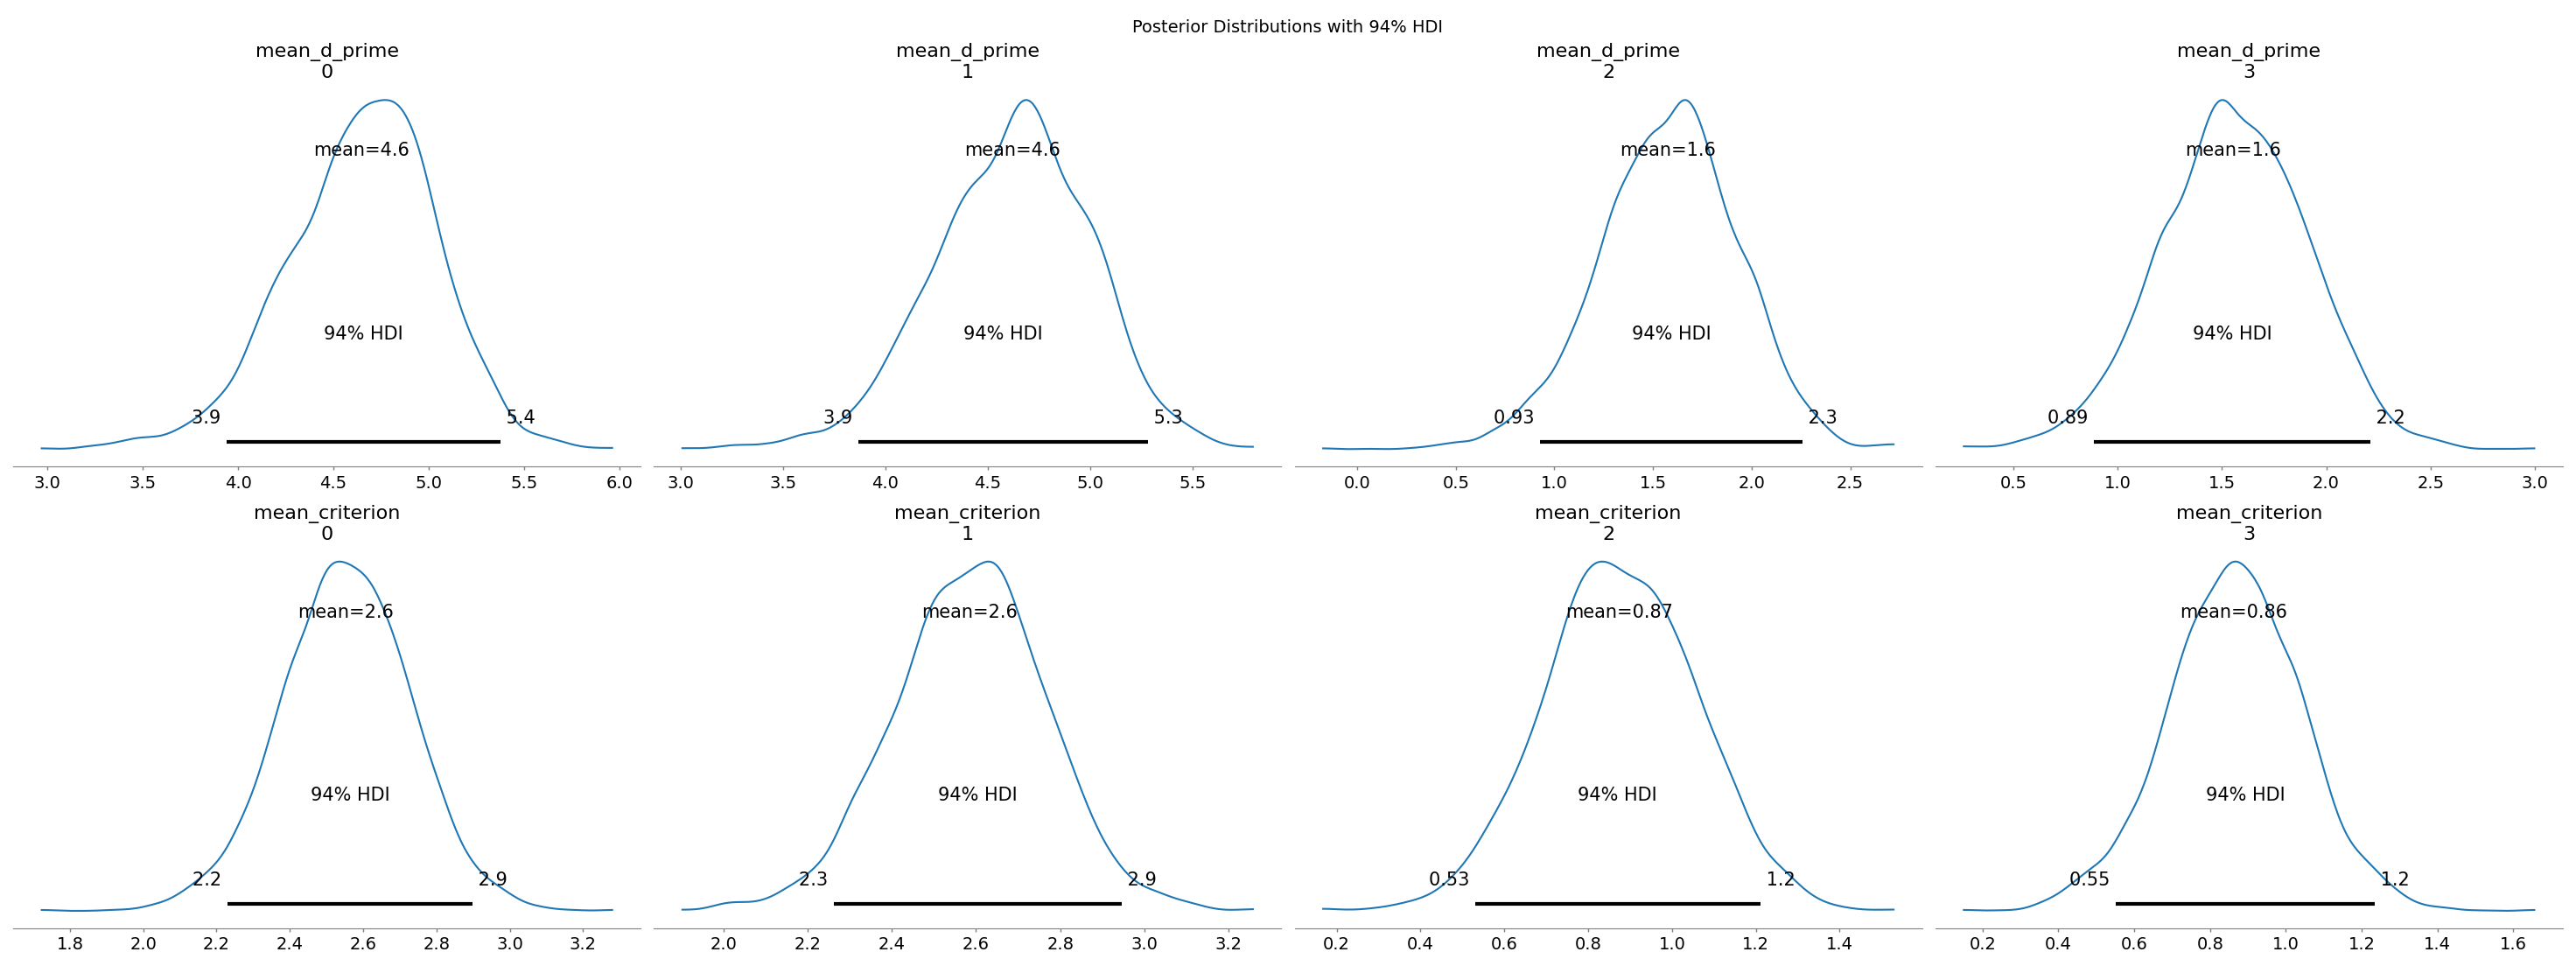 Posterior Distributions with 94% HDI
mean_d_prime
0
mean=4.6
94% HDI
3.9 5.4
3.0 3.5 4.0 4.5 5.0 5.5 6.0
mean_d_prime
1
mean=4.6
94% HDI
3.9 5.3
3.0 3.5 4.0 4.5 5.0 5.5
mean_d_prime
2
mean=1.6
94% HDI
0.93 2.3
0.0 0.5 1.0 1.5 2.0 2.5
mean_d_prime
3
mean=1.6
94% HDI
0.89 2.2
0.5 1.0 1.5 2.0 2.5 3.0
mean_criterion
0
mean=2.6
94% HDI
2.2 2.9
1.8 2.0 2.2 2.4 2.6 2.8 3.0 3.2
mean_criterion
1
mean=2.6
94% HDI
2.3 2.9
2.0 2.2 2.4 2.6 2.8 3.0 3.2
mean_criterion
2
mean=0.87
94% HDI
0.53 1.2
0.2 0.4 0.6 0.8 1.0 1.2 1.4
mean_criterion
3
mean=0.86
94% HDI
0.55 1.2
0.2 0.4 0.6 0.8 1.0 1.2 1.4 1.6